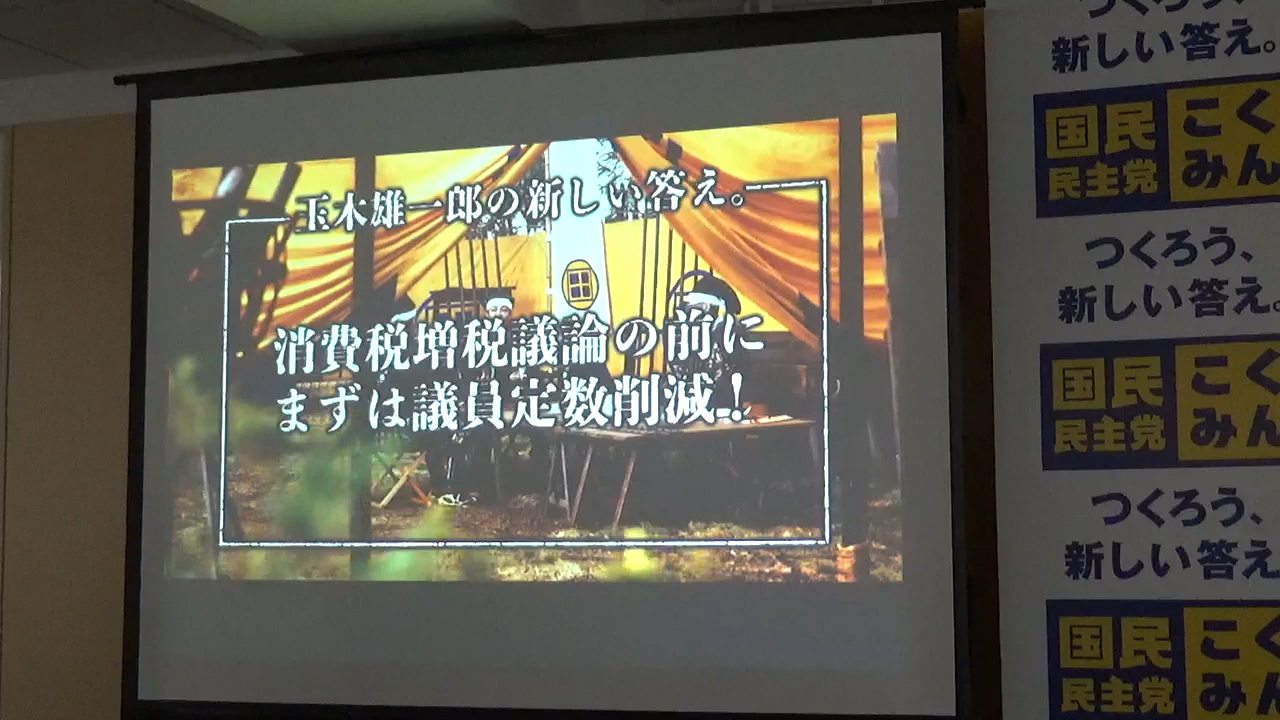 玉木雄一郎の新しい答え。
消費税増税議論の前に
まずは議員定数削減！
つくろう、
新しい答え。
国民
民主党
こく
みん
つくろう、
新しい答え。
国民
民主党
こく
みん
つくろう、
新しい答え
国民
民主党
こく
みん